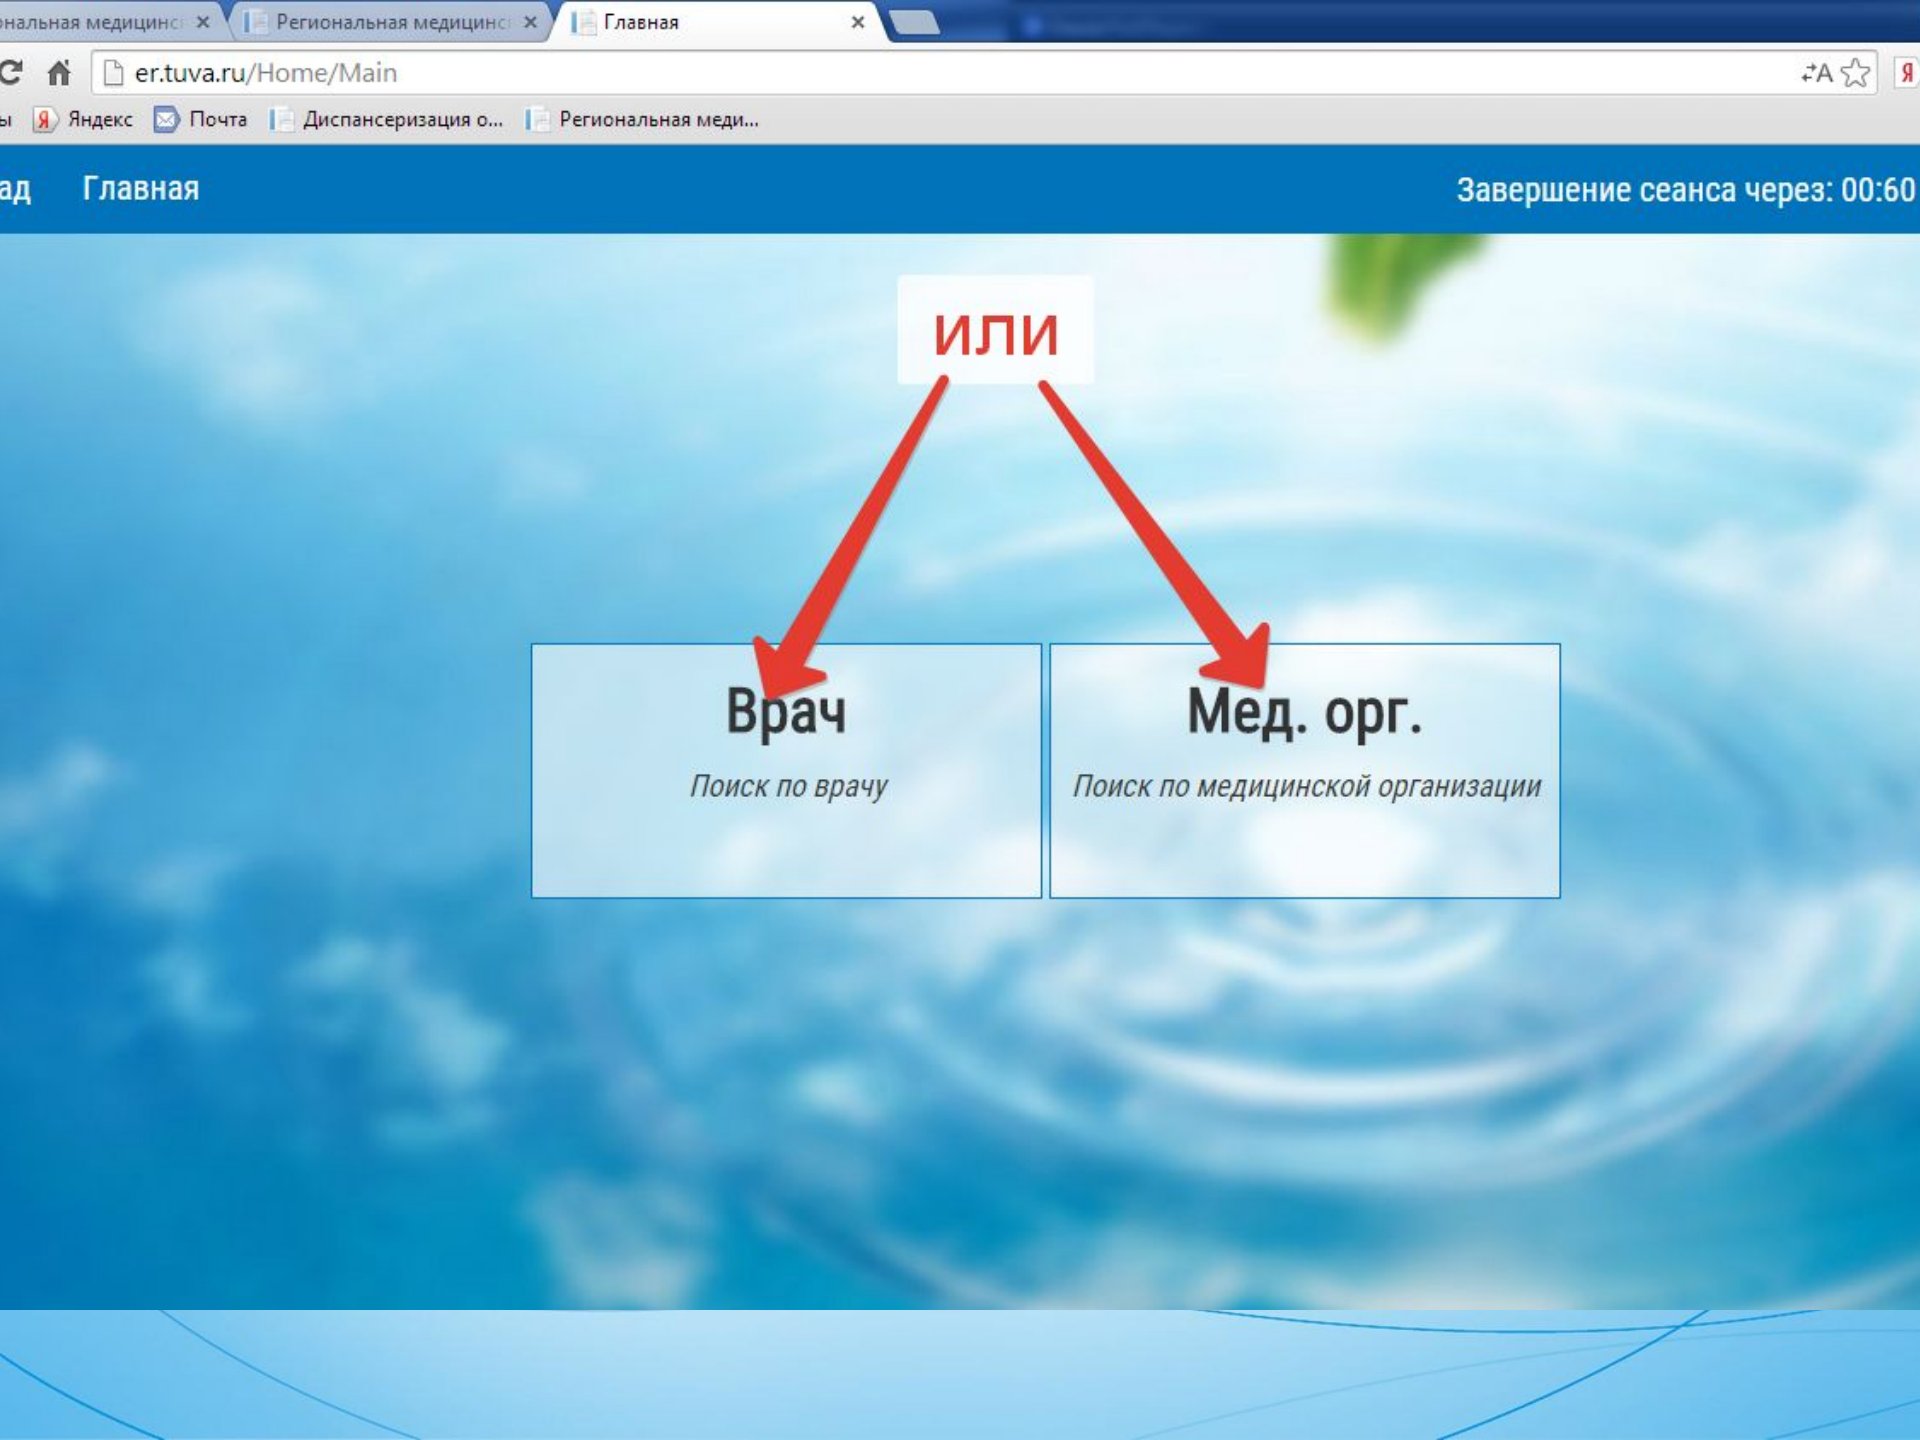 медицинс
Региональная медицинс
Главная
er.tuva.ru/Home/Main
Яндекс
Почта
Диспансеризация о...
Региональная меди...
Главная
Завершение сеанса через: 00:60
или
Врач
Мед. орг.
Поиск по врачу
Поиск по медицинской организации